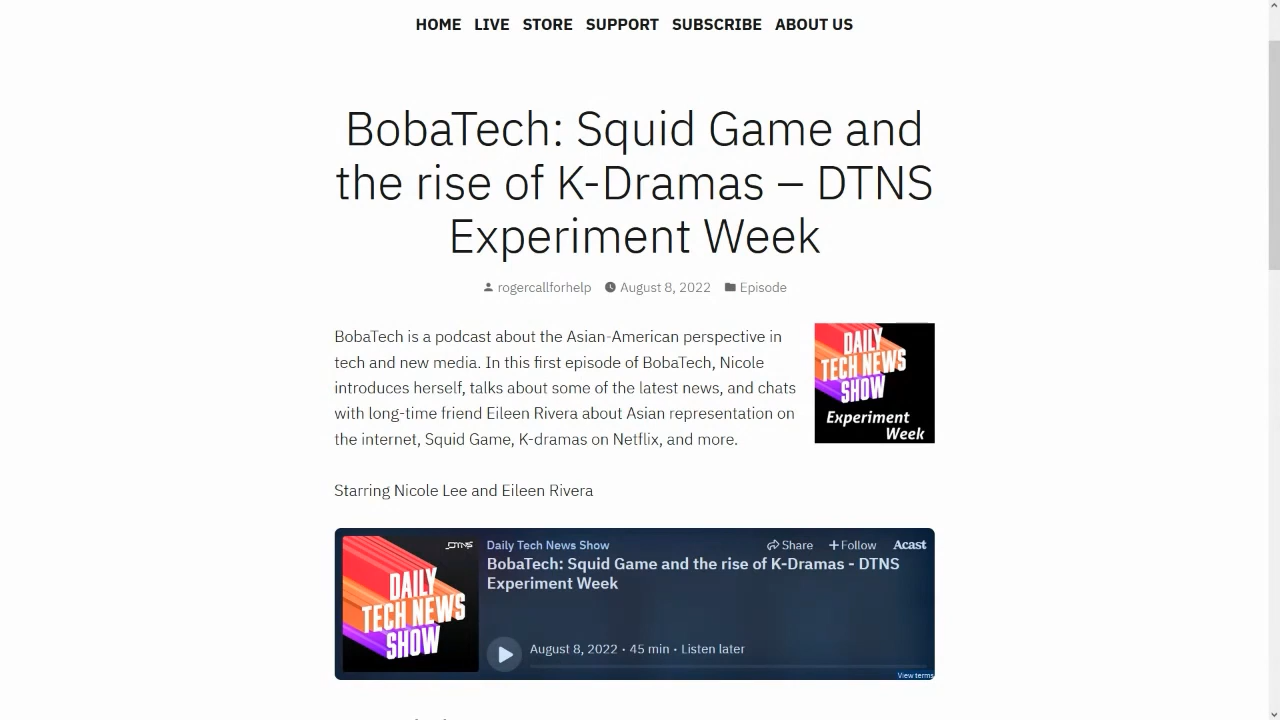 HOME LIVE STORE SUPPORT SUBSCRIBE ABOUT US
BobaTech: Squid Game and
the rise of K-Dramas – DTNS
Experiment Week
rogercallforhelp August 8, 2022 Episode
BobaTech is a podcast about the Asian-American perspective in
tech and new media. In this first episode of BobaTech, Nicole
introduces herself, talks about some of the latest news, and chats
with long-time friend Eileen Rivera about Asian representation on
the internet, Squid Game, K-dramas on Netflix, and more.
DAILY
TECH NEWS
SHOW
Experiment
Week
Starring Nicole Lee and Eileen Rivera
DTNS
DAILY
TECH NEWS
SHOW
Daily Tech News Show Share +Follow Acast
BobaTech: Squid Game and the rise of K-Dramas - DTNS
Experiment Week
August 8, 2022 · 45 min · Listen later
View terms